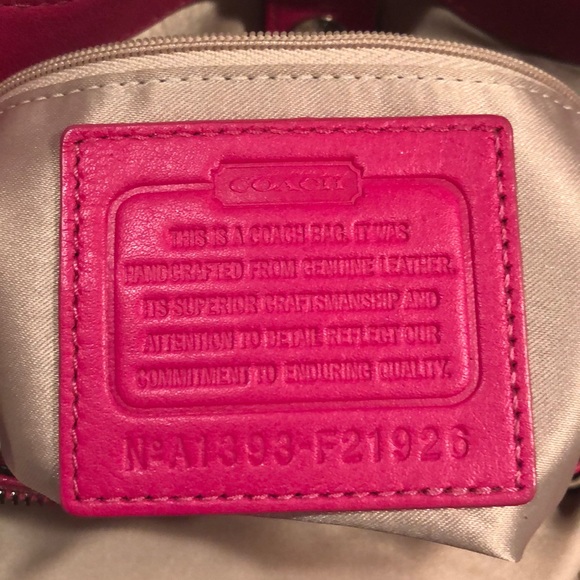 COACH
THIS IS A COACH BAG. IT WAS
HANDCRAFTED FROM GENUINE LEATHER.
ITS SUPERIOR CRAFTSMANSHIP AND
ATTENTION TO DETAIL REFLECT OUR
COMMITMENT TO ENDURING QUALITY.
Nº A1393-F21926